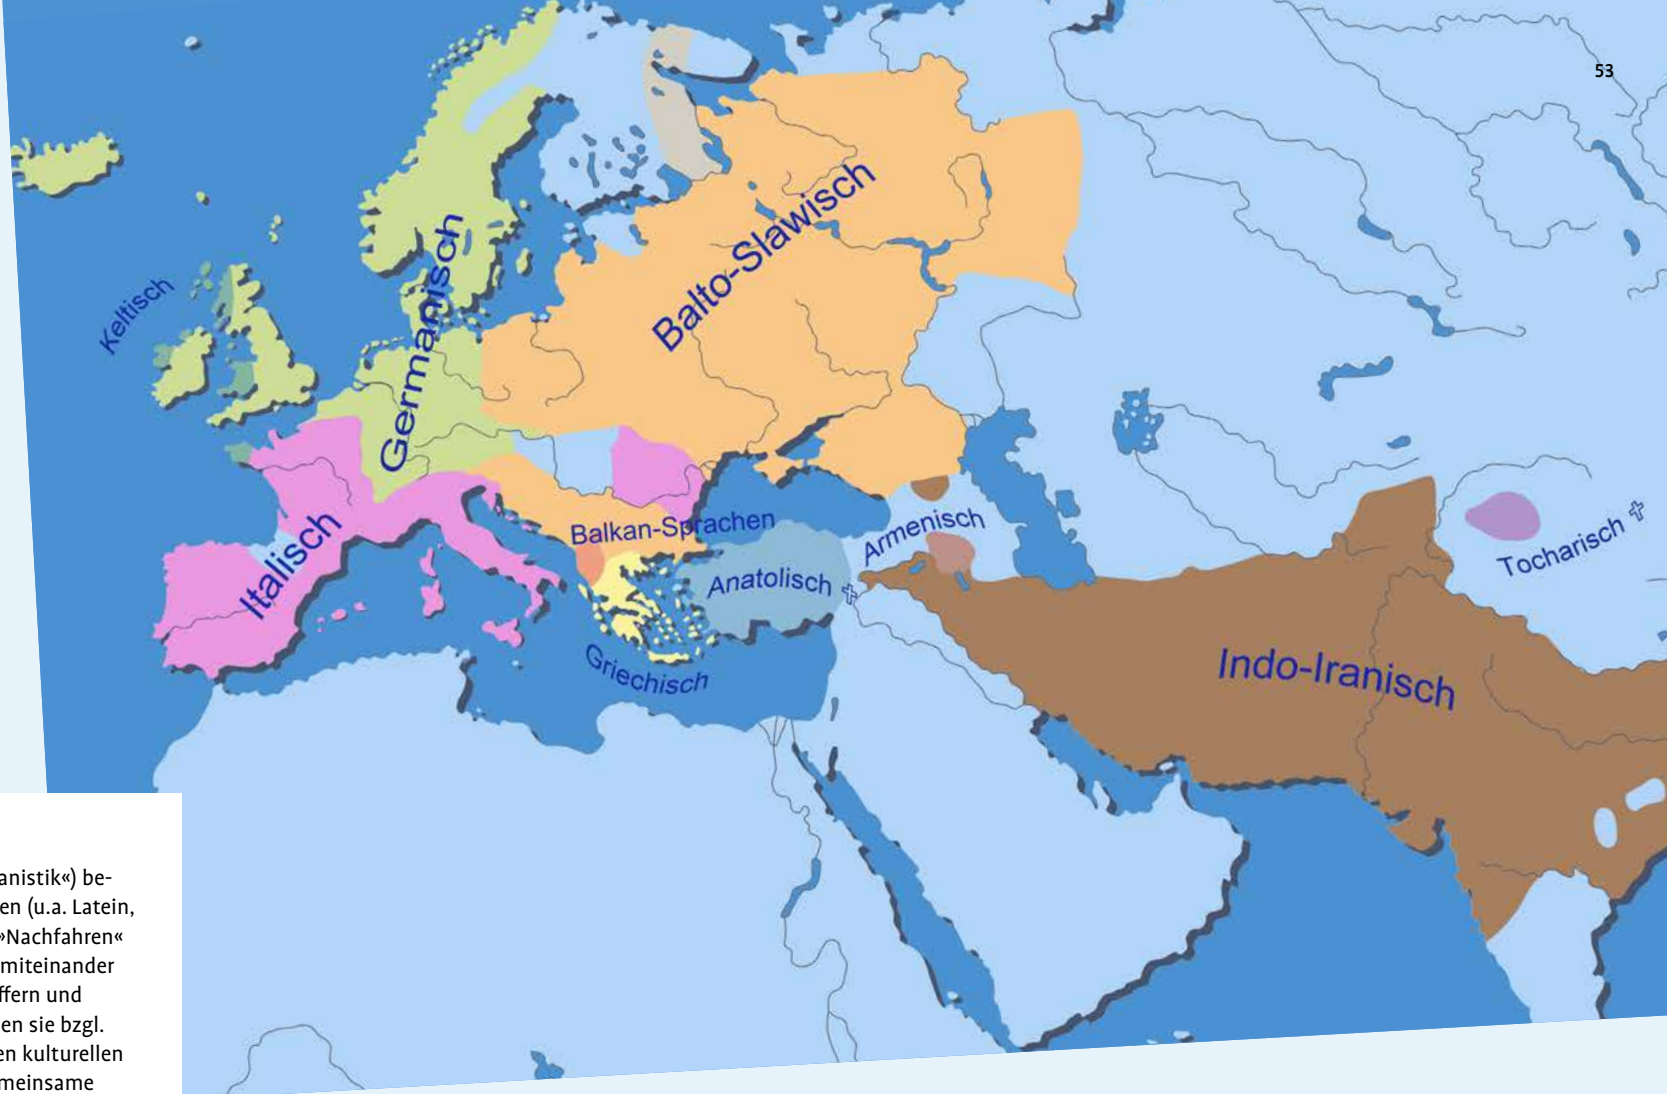 53
Keltisch
Germanisch
Balto-Slawisch
Italisch
Balkan-Sprachen
Armenisch
Anatolisch ✝
Griechisch
Tocharisch ✝
Indo-Iranisch
anistik«) be-
en (u.a. Latein,
»Nachfahren«
miteinander
ffern und
en sie bzgl.
en kulturellen
meinsame